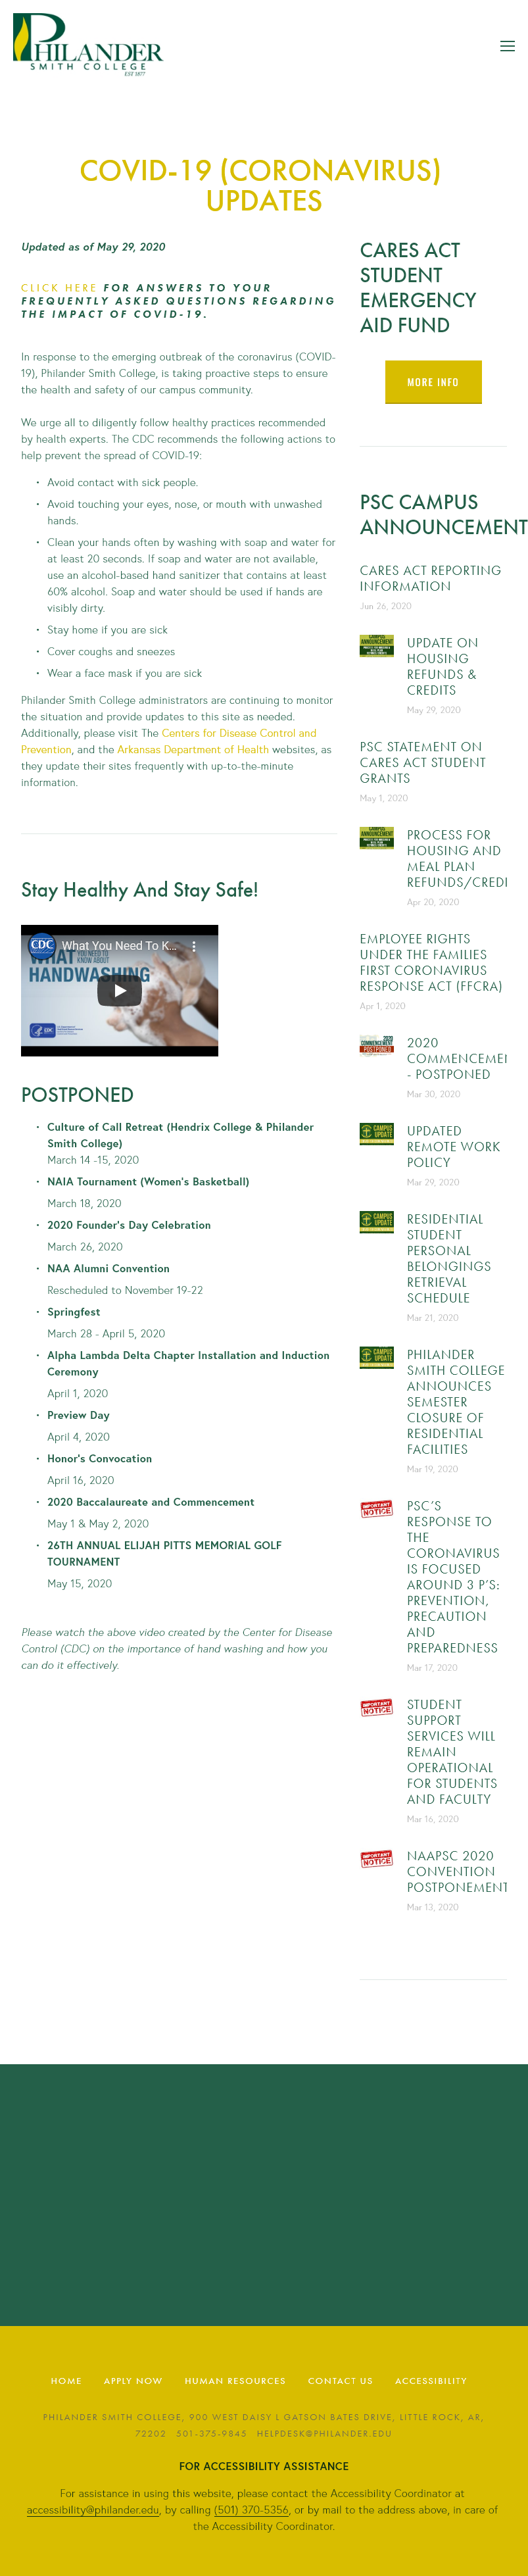 PHILANDER
SMITH COLLEGE
EST 1877
COVID-19 (CORONAVIRUS)
UPDATES
Updated as of May 29, 2020
CLICK HERE FOR ANSWERS TO YOUR
FREQUENTLY ASKED QUESTIONS REGARDING
THE IMPACT OF COVID-19.
In response to the emerging outbreak of the coronavirus (COVID-
19), Philander Smith College, is taking proactive steps to ensure
the health and safety of our campus community.
We urge all to diligently follow healthy practices recommended
by health experts. The CDC recommends the following actions to
help prevent the spread of COVID-19:
• Avoid contact with sick people.
• Avoid touching your eyes, nose, or mouth with unwashed
hands.
• Clean your hands often by washing with soap and water for
at least 20 seconds. If soap and water are not available,
use an alcohol-based hand sanitizer that contains at least
60% alcohol. Soap and water should be used if hands are
visibly dirty.
• Stay home if you are sick
• Cover coughs and sneezes
• Wear a face mask if you are sick
Philander Smith College administrators are continuing to monitor
the situation and provide updates to this site as needed.
Additionally, please visit The Centers for Disease Control and
Prevention, and the Arkansas Department of Health websites, as
they update their sites frequently with up-to-the-minute
information.
Stay Healthy And Stay Safe!
CDC What You Need To K...
WHAT YOU NEED TO KNOW ABOUT
HANDWASHING
POSTPONED
• Culture of Call Retreat (Hendrix College & Philander
Smith College)
March 14 -15, 2020
• NAIA Tournament (Women's Basketball)
March 18, 2020
• 2020 Founder's Day Celebration
March 26, 2020
• NAA Alumni Convention
Rescheduled to November 19-22
• Springfest
March 28 - April 5, 2020
• Alpha Lambda Delta Chapter Installation and Induction
Ceremony
April 1, 2020
• Preview Day
April 4, 2020
• Honor's Convocation
April 16, 2020
• 2020 Baccalaureate and Commencement
May 1 & May 2, 2020
• 26TH ANNUAL ELIJAH PITTS MEMORIAL GOLF
TOURNAMENT
May 15, 2020
Please watch the above video created by the Center for Disease
Control (CDC) on the importance of hand washing and how you
can do it effectively.
CARES ACT
STUDENT
EMERGENCY
AID FUND
MORE INFO
PSC CAMPUS
ANNOUNCEMENT
CARES ACT REPORTING
INFORMATION
Jun 26, 2020
CAMPUS
ANNOUNCEMENT
UPDATE ON
HOUSING
REFUNDS &
CREDITS
May 29, 2020
PSC STATEMENT ON
CARES ACT STUDENT
GRANTS
May 1, 2020
ANNOUNCEMENT
PROCESS FOR
HOUSING AND
MEAL PLAN
REFUNDS/CREDI
Apr 20, 2020
EMPLOYEE RIGHTS
UNDER THE FAMILIES
FIRST CORONAVIRUS
RESPONSE ACT (FFCRA)
Apr 1, 2020
2020
COMMENCEMENT
POSTPONED
2020
COMMENCEMEN
- POSTPONED
Mar 30, 2020
CAMPUS
UPDATE
UPDATED
REMOTE WORK
POLICY
Mar 29, 2020
CAMPUS
UPDATE
RESIDENTIAL
STUDENT
PERSONAL
BELONGINGS
RETRIEVAL
SCHEDULE
Mar 21, 2020
CAMPUS
UPDATE
PHILANDER
SMITH COLLEGE
ANNOUNCES
SEMESTER
CLOSURE OF
RESIDENTIAL
FACILITIES
Mar 19, 2020
IMPORTANT
NOTICE
PSC'S
RESPONSE TO
THE
CORONAVIRUS
IS FOCUSED
AROUND 3 P'S:
PREVENTION,
PRECAUTION
AND
PREPAREDNESS
Mar 17, 2020
IMPORTANT
NOTICE
STUDENT
SUPPORT
SERVICES WILL
REMAIN
OPERATIONAL
FOR STUDENTS
AND FACULTY
Mar 16, 2020
IMPORTANT
NOTICE
NAAPSC 2020
CONVENTION
POSTPONEMENT
Mar 13, 2020
HOME APPLY NOW HUMAN RESOURCES CONTACT US ACCESSIBILITY
PHILANDER SMITH COLLEGE, 900 WEST DAISY L GATSON BATES DRIVE, LITTLE ROCK, AR,
72202 501-375-9845 HELPDESK@PHILANDER.EDU
FOR ACCESSIBILITY ASSISTANCE
For assistance in using this website, please contact the Accessibility Coordinator at
accessibility@philander.edu, by calling (501) 370-5356, or by mail to the address above, in care of
the Accessibility Coordinator.